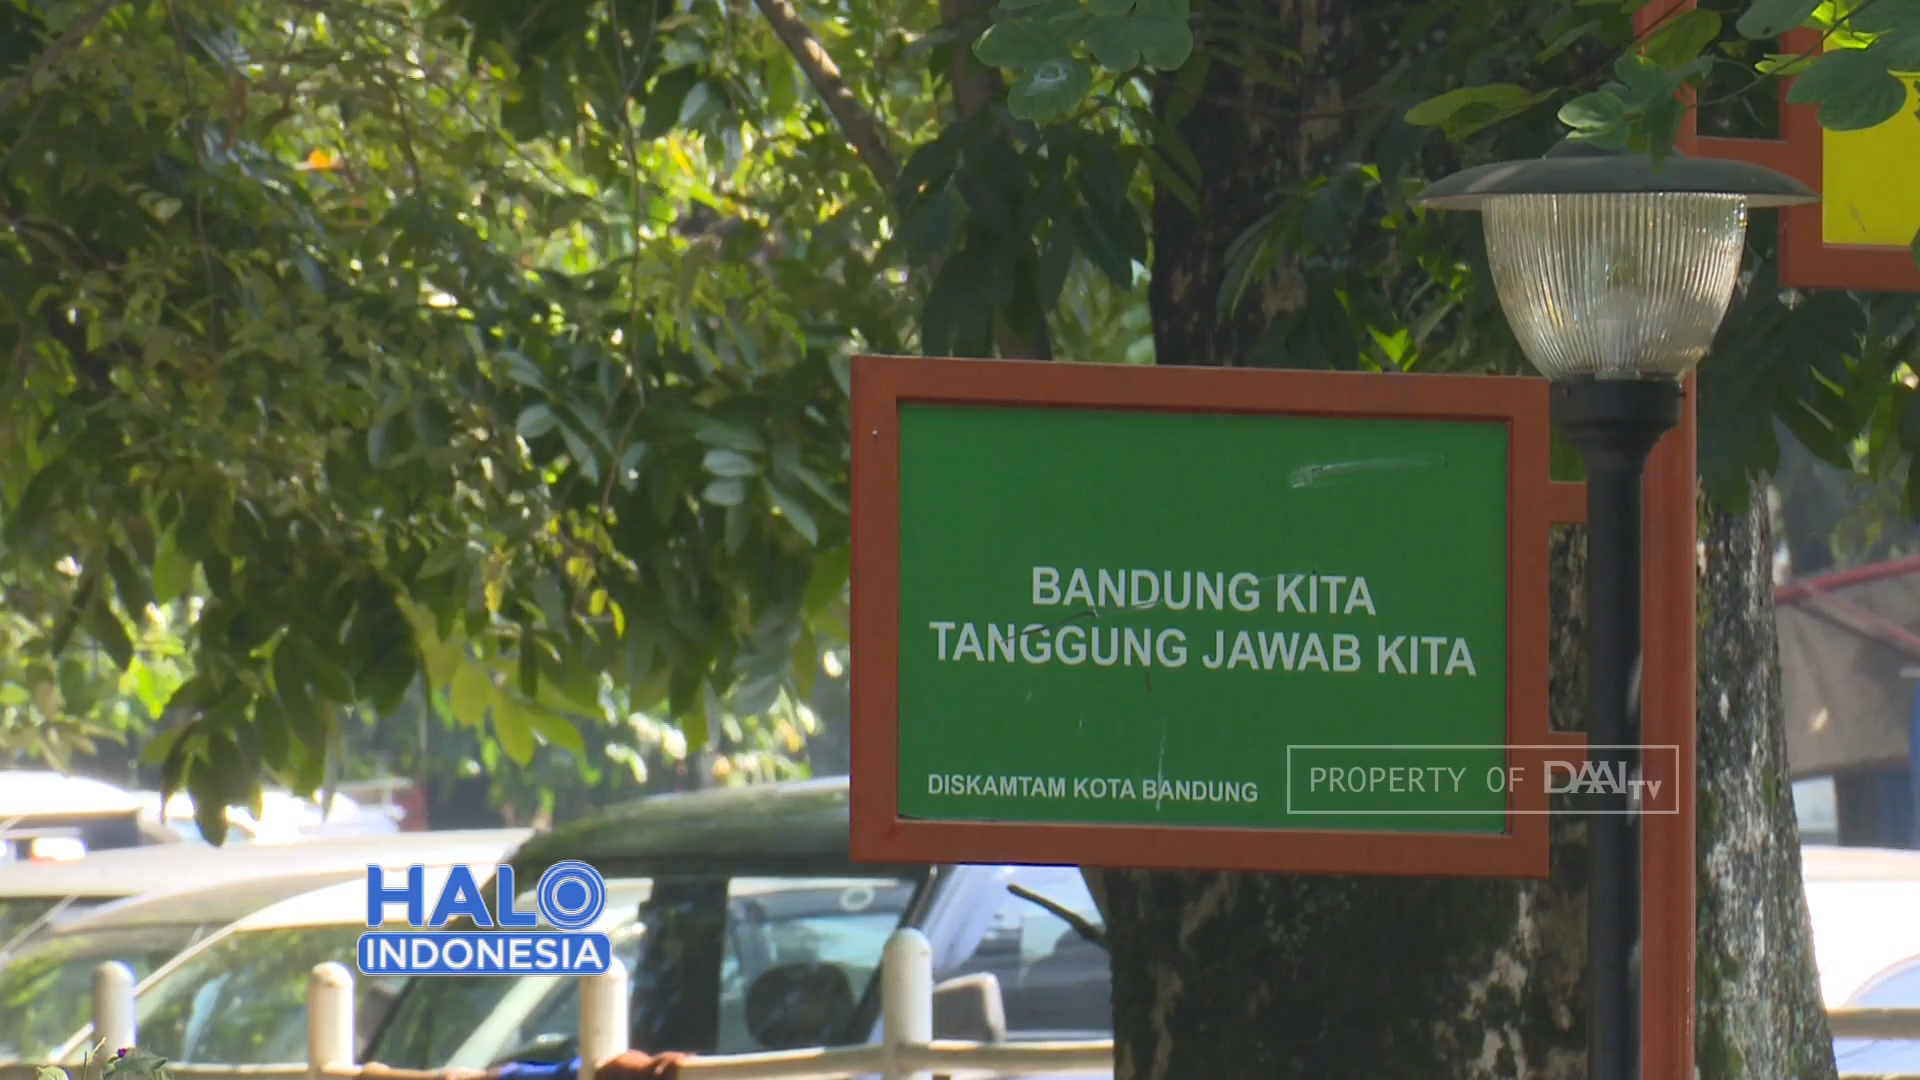 BANDUNG KITA
TANGGUNG JAWAB KITA
DISKAMTAM KOTA BANDUNG
PROPERTY OF DAAI TV
HALO
INDONESIA